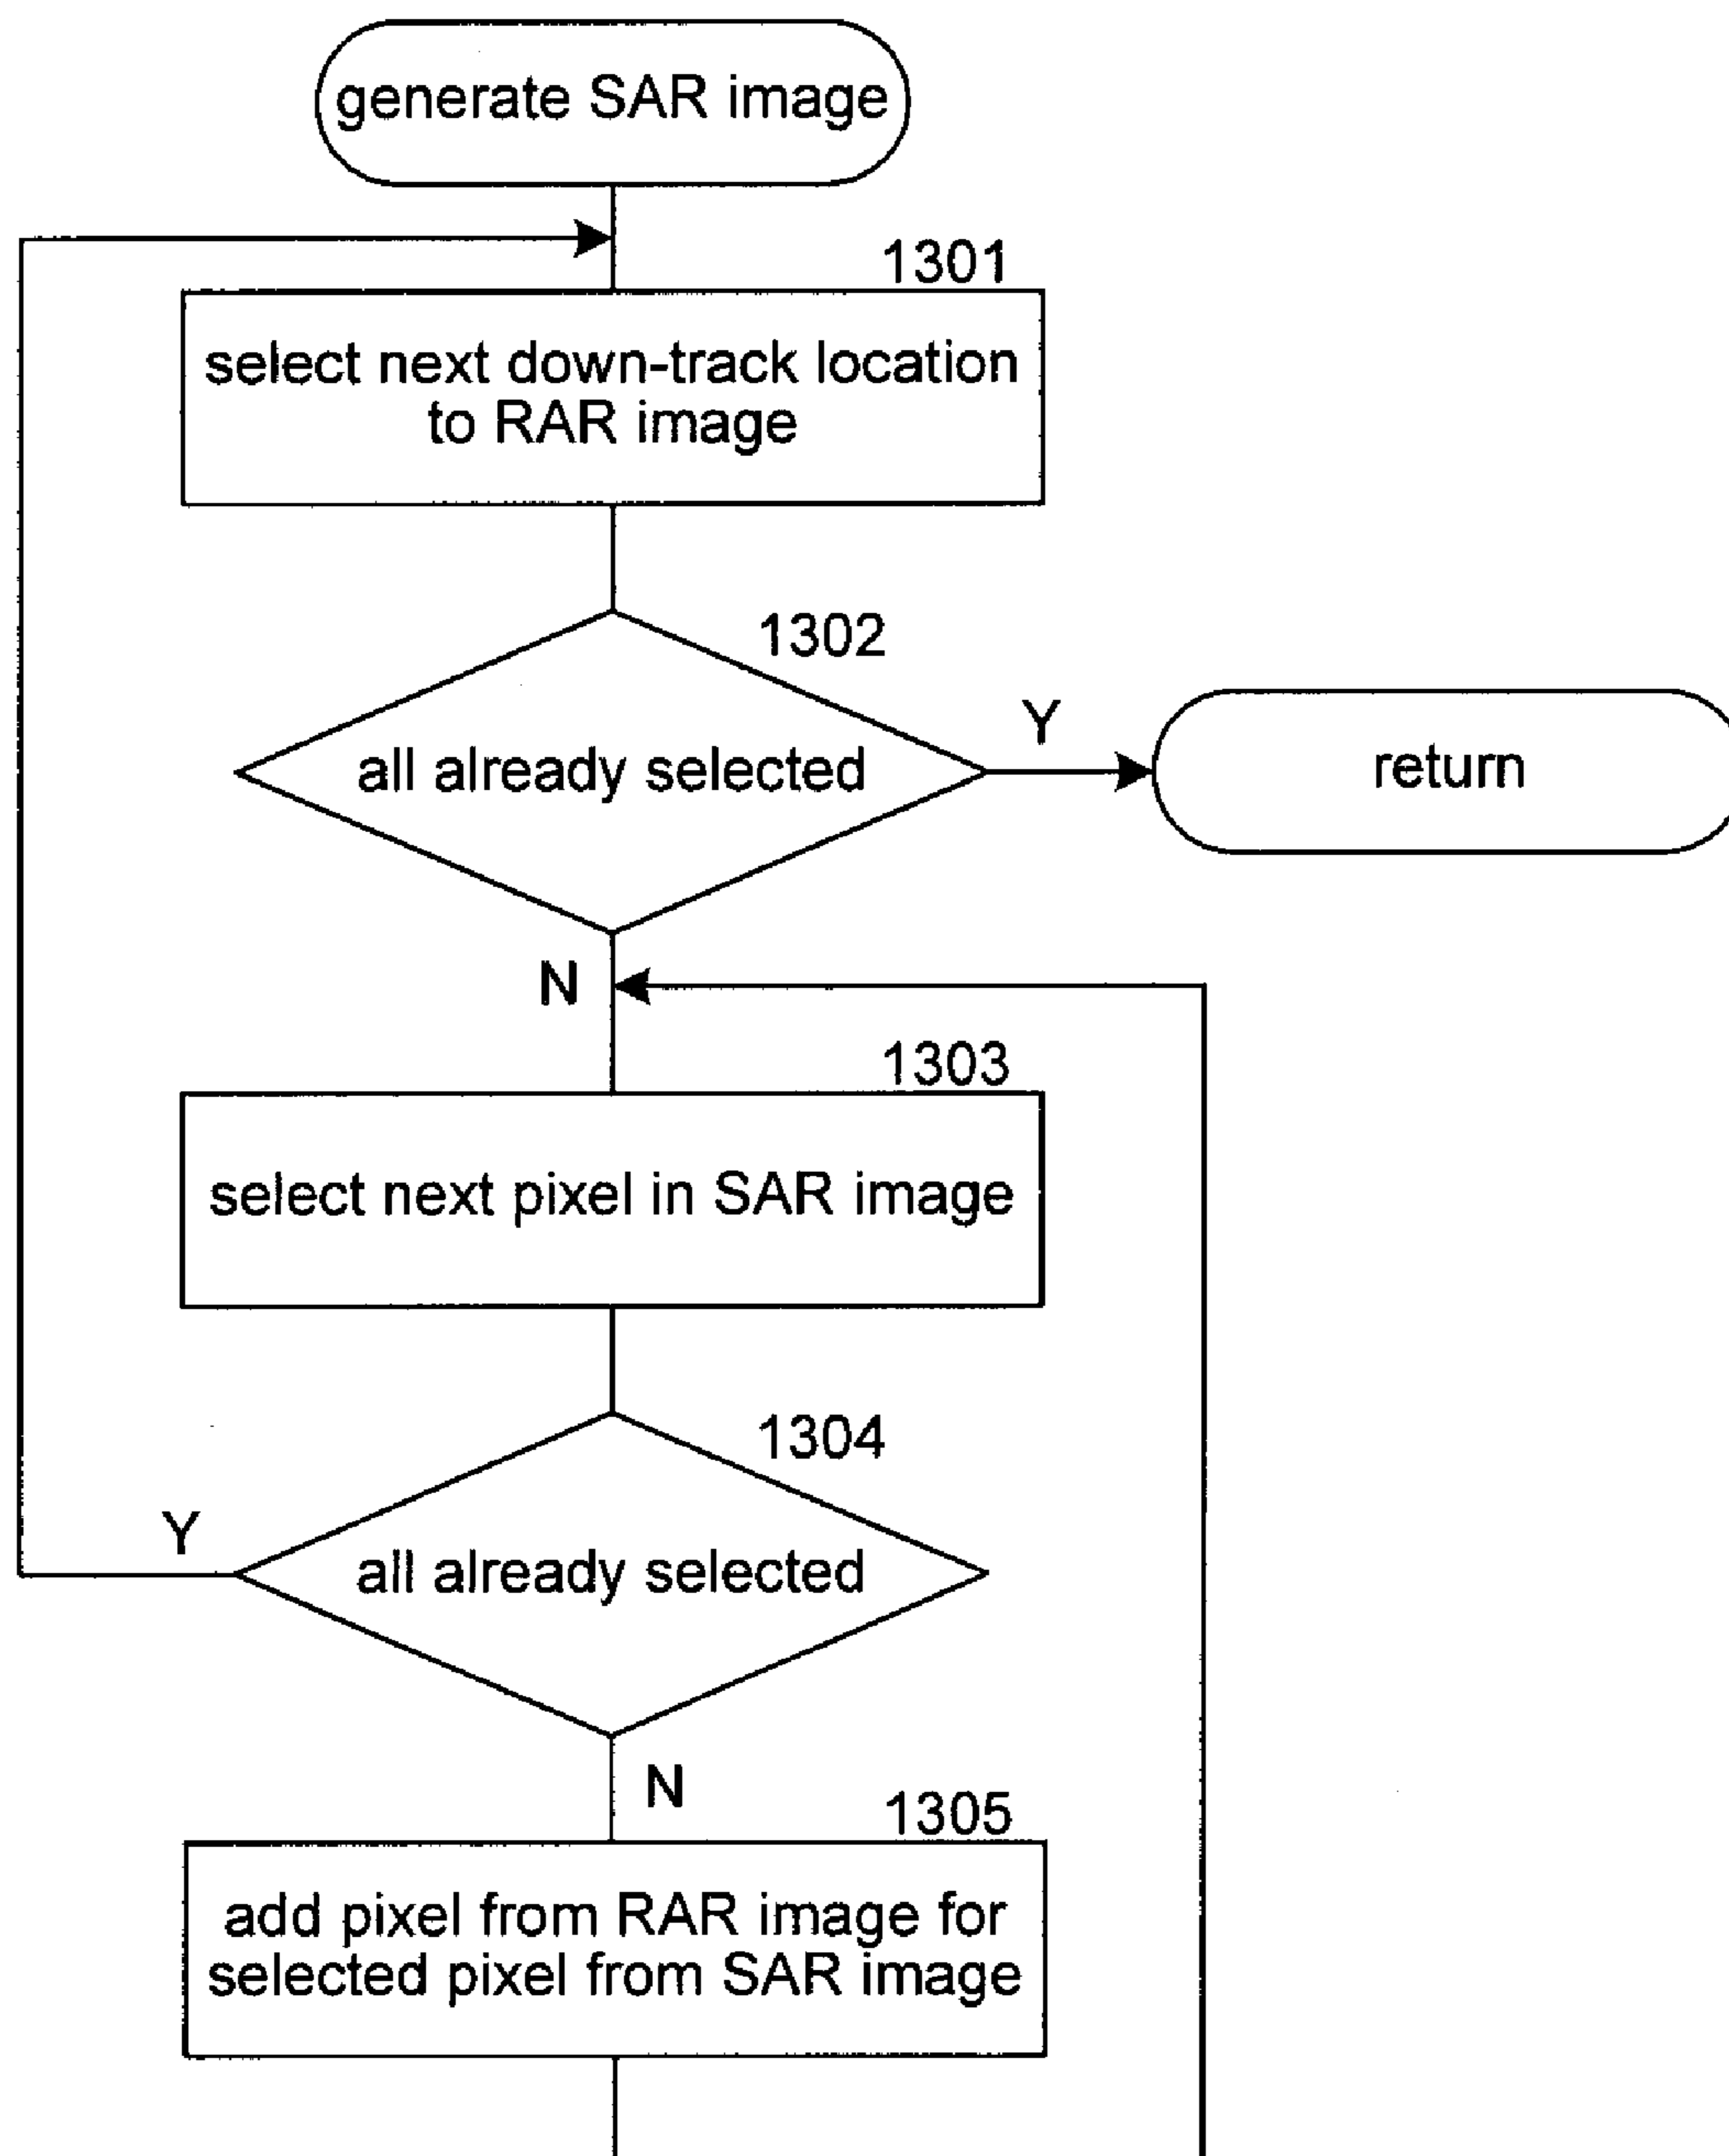 generate SAR image
1301
select next down-track location
to RAR image
1302
all already selected
Y
return
N
1303
select next pixel in SAR image
1304
Y
all already selected
N
1305
add pixel from RAR image for
selected pixel from SAR image